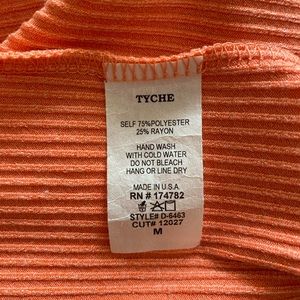 TYCHE
SELF 75%POLYESTER
25% RAYON
HAND WASH
WITH COLD WATER
DO NOT BLEACH
HANG OR LINE DRY
MADE IN U.S.A
RN # 174782
STYLE# D-6463
CUT# 12027
M